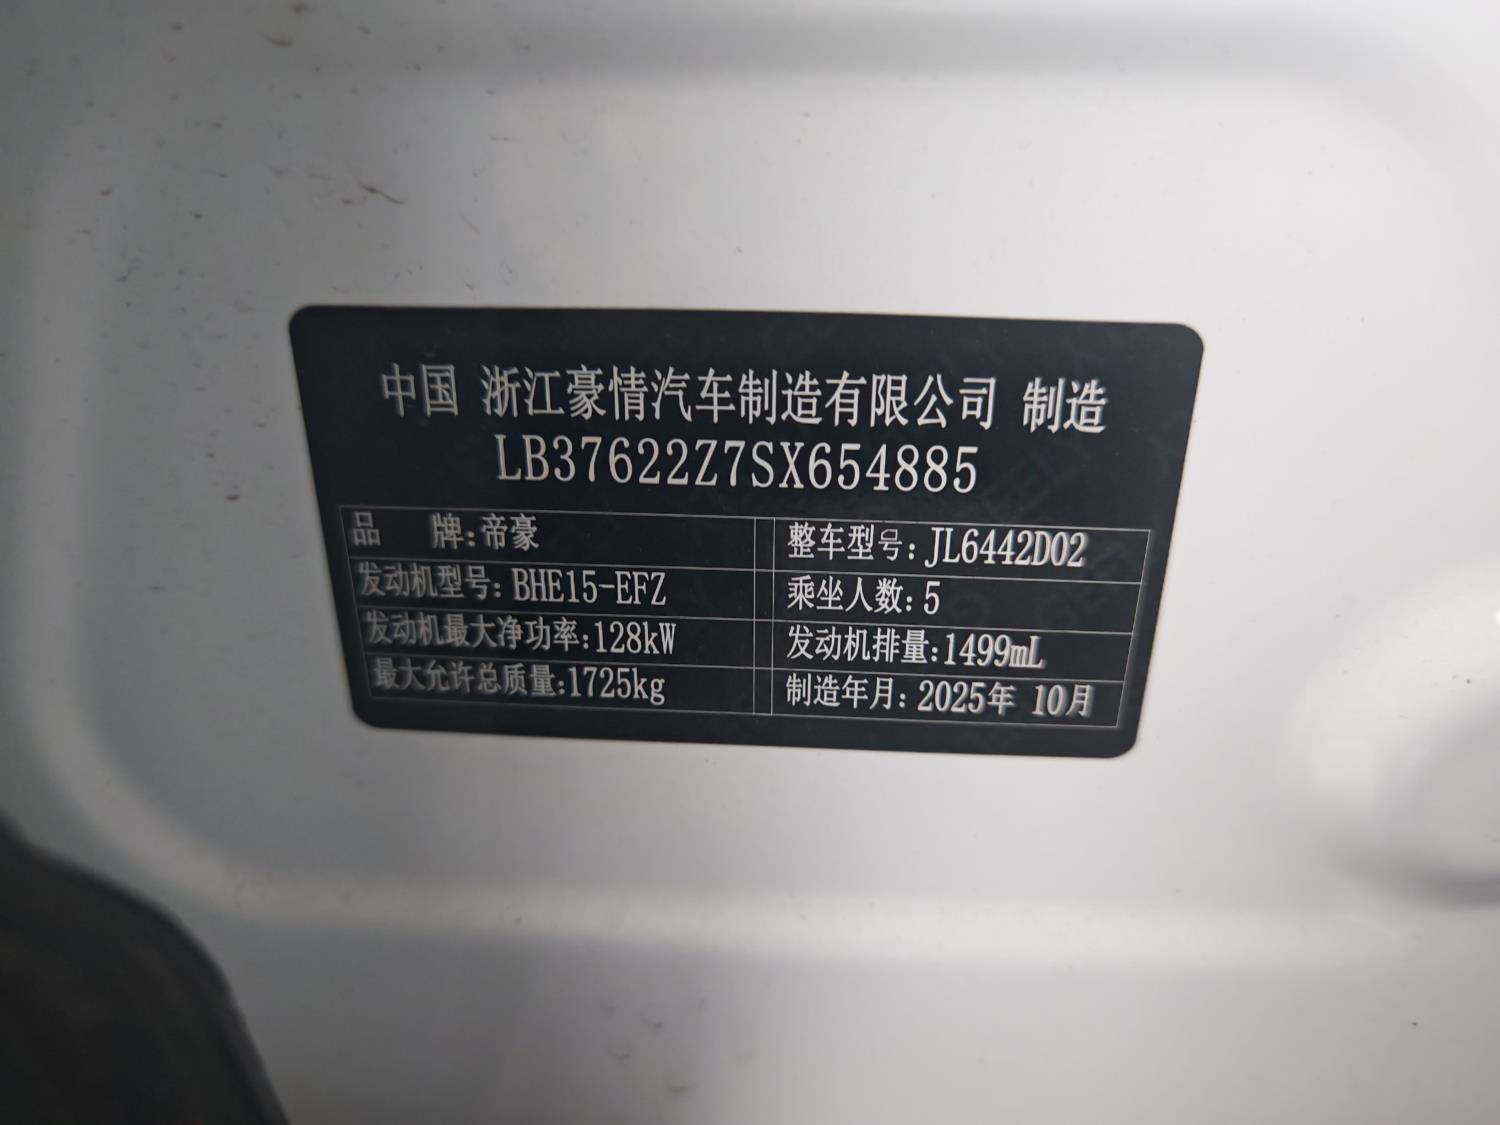 中国 浙江豪情汽车制造有限公司 制造
LB37622Z7SX654885
品 牌:帝豪 整车型号:JL6442D02
发动机型号:BHE15-EFZ 乘坐人数:5
发动机最大净功率:128kW 发动机排量:1499mL
最大允许总质量:1725kg 制造年月:2025年 10月